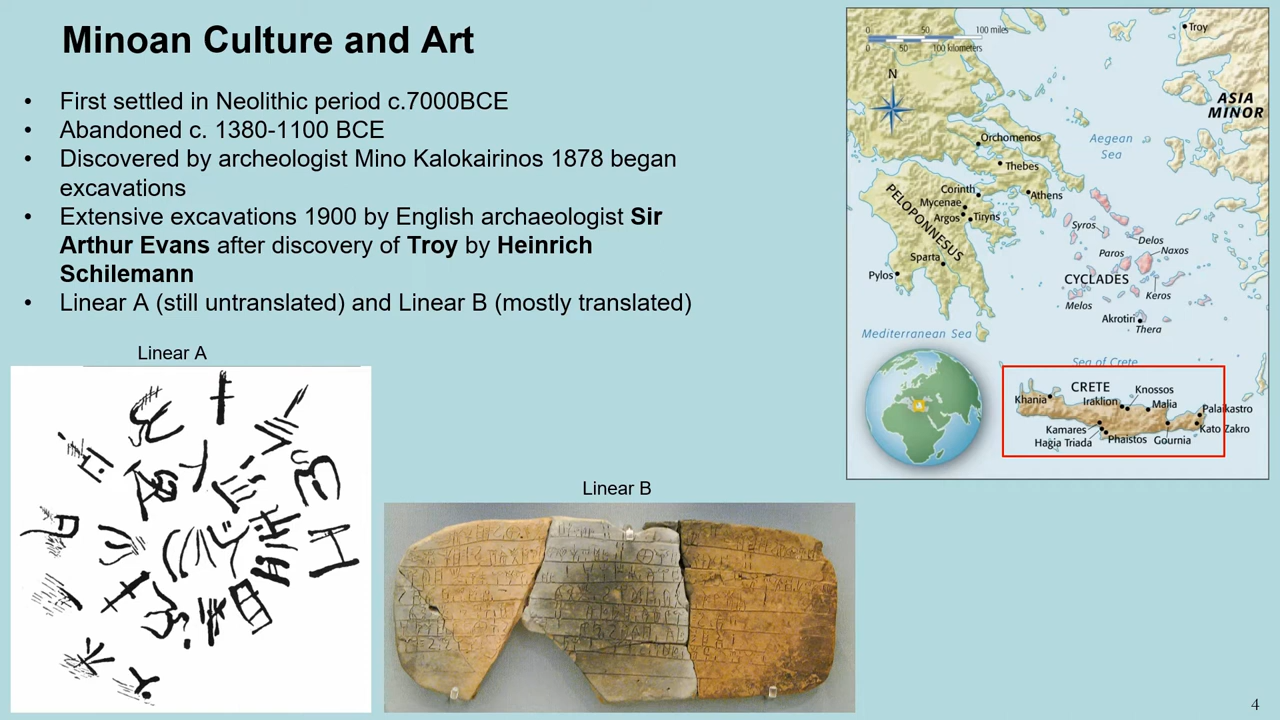 Minoan Culture and Art
• First settled in Neolithic period c.7000BCE
• Abandoned c. 1380-1100 BCE
• Discovered by archeologist Mino Kalokairinos 1878 began
excavations
• Extensive excavations 1900 by English archaeologist Sir
Arthur Evans after discovery of Troy by Heinrich
Schilemann
• Linear A (still untranslated) and Linear B (mostly translated)
Linear A
Linear B
0 50 100 miles
0 50 100 kilometers
N
Troy
ASIA
MINOR
Aegean
Sea
Orchomenos
Thebes
Athens
Corinth
Mycenae
Argos
Tiryns
PELOPONNESUS
Sparta
Pylos
Syros
Delos
Naxos
Paros
CYCLADES
Keros
Melos
Akrotiri
Thera
Mediterranean Sea
Sea of Crete
CRETE
Khania
Iraklion
Knossos
Malia
Palaikastro
Kato Zakro
Kamares
Hagia Triada
Phaistos
Gournia
4